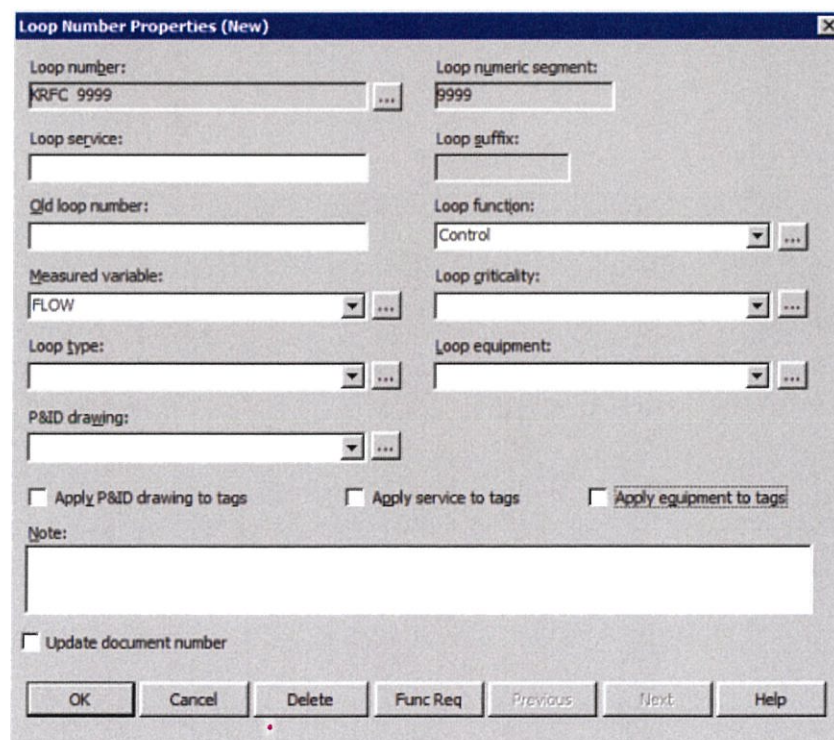 Loop Number Properties (New)
Loop number: Loop numeric segment:
KRFC 9999 ... 9999
Loop service: Loop suffix:
Old loop number: Loop function:
Control ...
Measured variable: Loop criticality:
FLOW ... ...
Loop type: Loop equipment:
... ...
P&ID drawing:
...
Apply P&ID drawing to tags Apply service to tags Apply equipment to tags
Note:
Update document number
OK Cancel Delete Func Req Previous Next Help